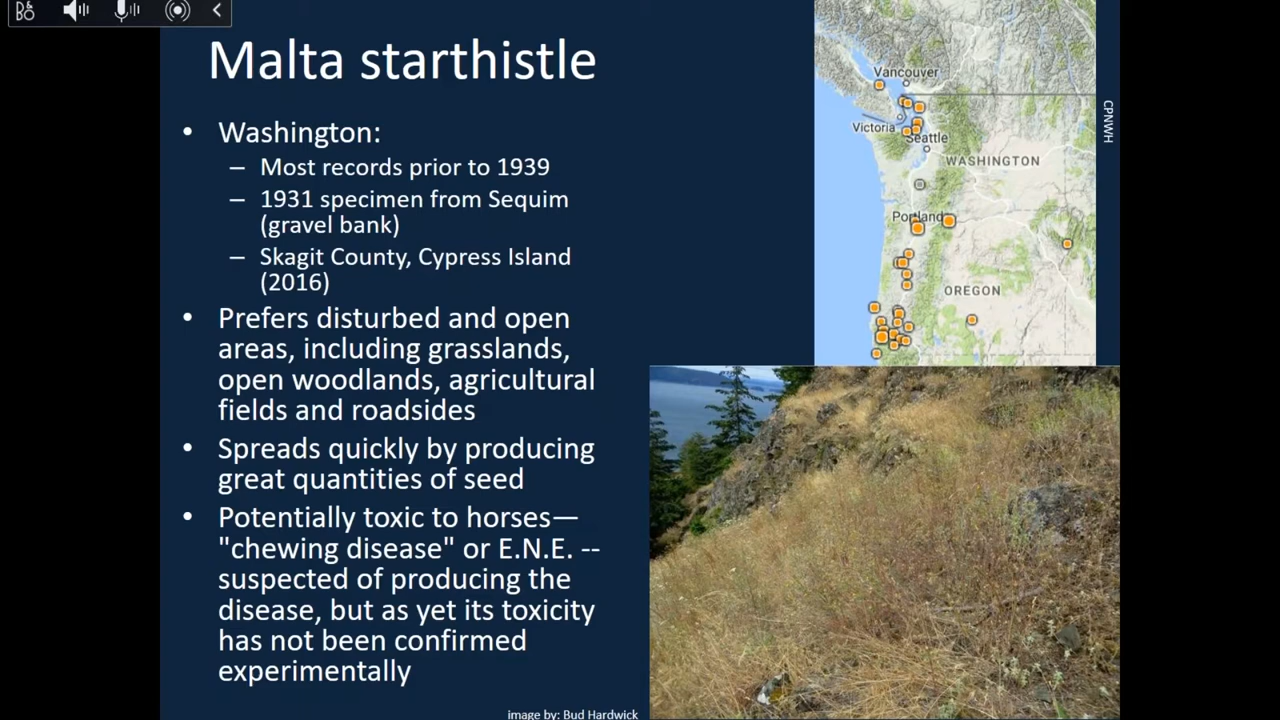 Malta starthistle
• Washington:
– Most records prior to 1939
– 1931 specimen from Sequim
(gravel bank)
– Skagit County, Cypress Island
(2016)
• Prefers disturbed and open
areas, including grasslands,
open woodlands, agricultural
fields and roadsides
• Spreads quickly by producing
great quantities of seed
• Potentially toxic to horses—
"chewing disease" or E.N.E. --
suspected of producing the
disease, but as yet its toxicity
has not been confirmed
experimentally
image by: Bud Hardwick
B&O
Vancouver
Victoria
Seattle
WASHINGTON
Portland
OREGON
CPNWH